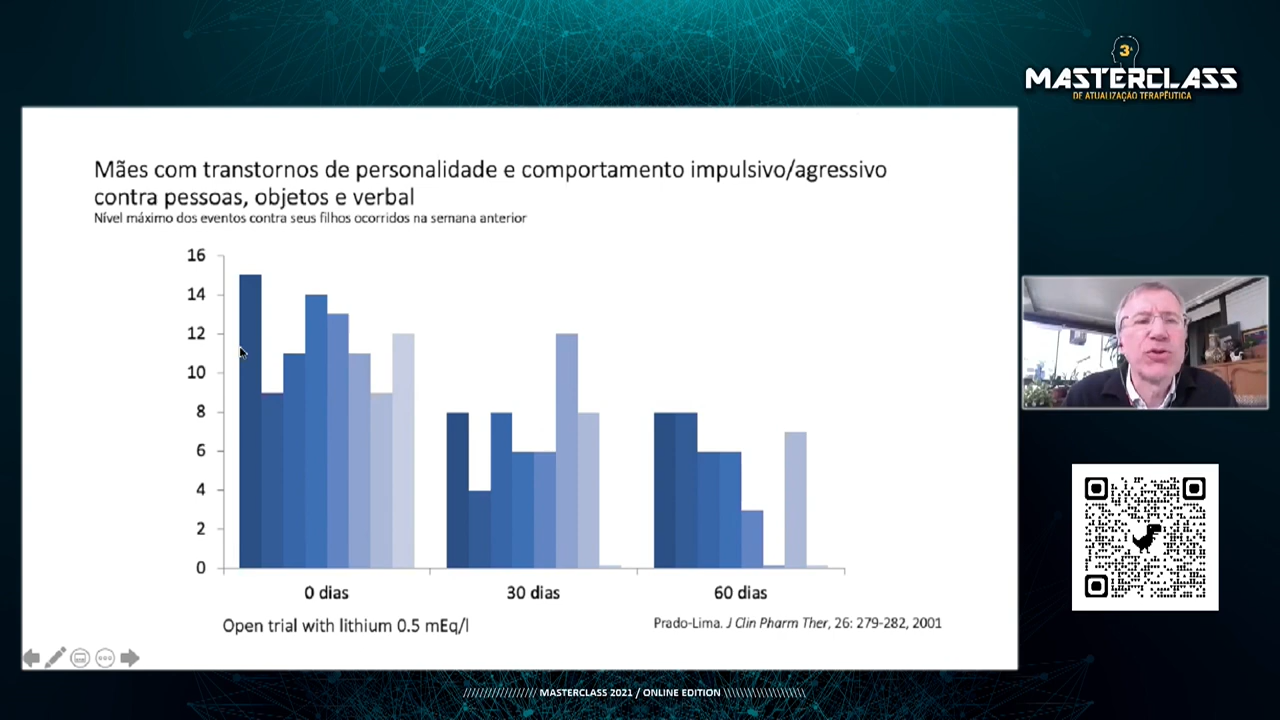 3ª
MASTERCLASS
DE ATUALIZAÇÃO TERAPÊUTICA
Mães com transtornos de personalidade e comportamento impulsivo/agressivo
contra pessoas, objetos e verbal
Nível máximo dos eventos contra seus filhos ocorridos na semana anterior
16
14
12
10
8
6
4
2
0
0 dias 30 dias 60 dias
Open trial with lithium 0.5 mEq/l
Prado-Lima. J Clin Pharm Ther, 26: 279-282, 2001
/////////////////// MASTERCLASS 2021 / ONLINE EDITION \\\\\\\\\\\\\\\\\\\